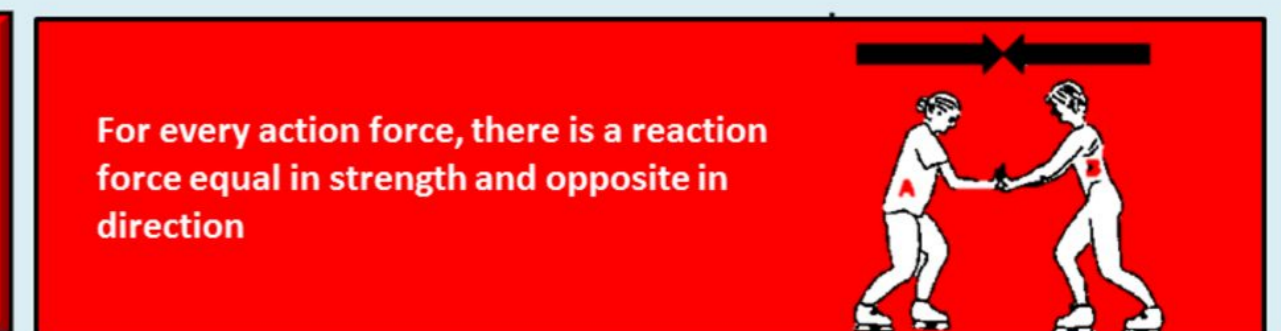 For every action force, there is a reaction
force equal in strength and opposite in
direction
A
B